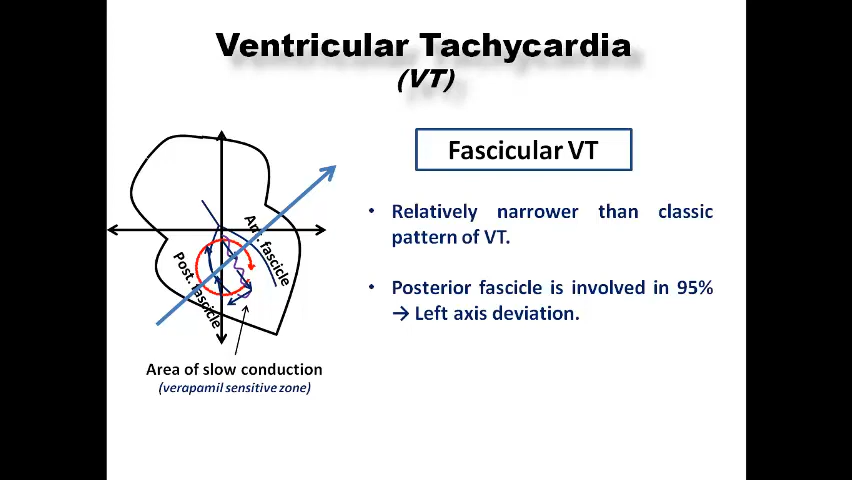 Ventricular Tachycardia
(VT)
Fascicular VT
• Relatively narrower than classic
pattern of VT.
• Posterior fascicle is involved in 95%
→ Left axis deviation.
Ant. fascicle
Post. fascicle
Area of slow conduction
(verapamil sensitive zone)